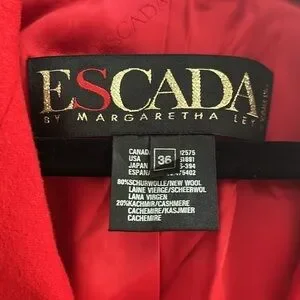 ESCADA
ESCADA
BY MARGARETHA LEY
36
CANADA
USA
JAPAN
ESPANA
80%SCHURWOLLE/NEW WOOL
LAINE VIERGE/SCHEERWOL
LANA VIRGEN
20%KACHMIR/CASHMERE
CACHEMIRE/KASJMIER
CACHEMIRE